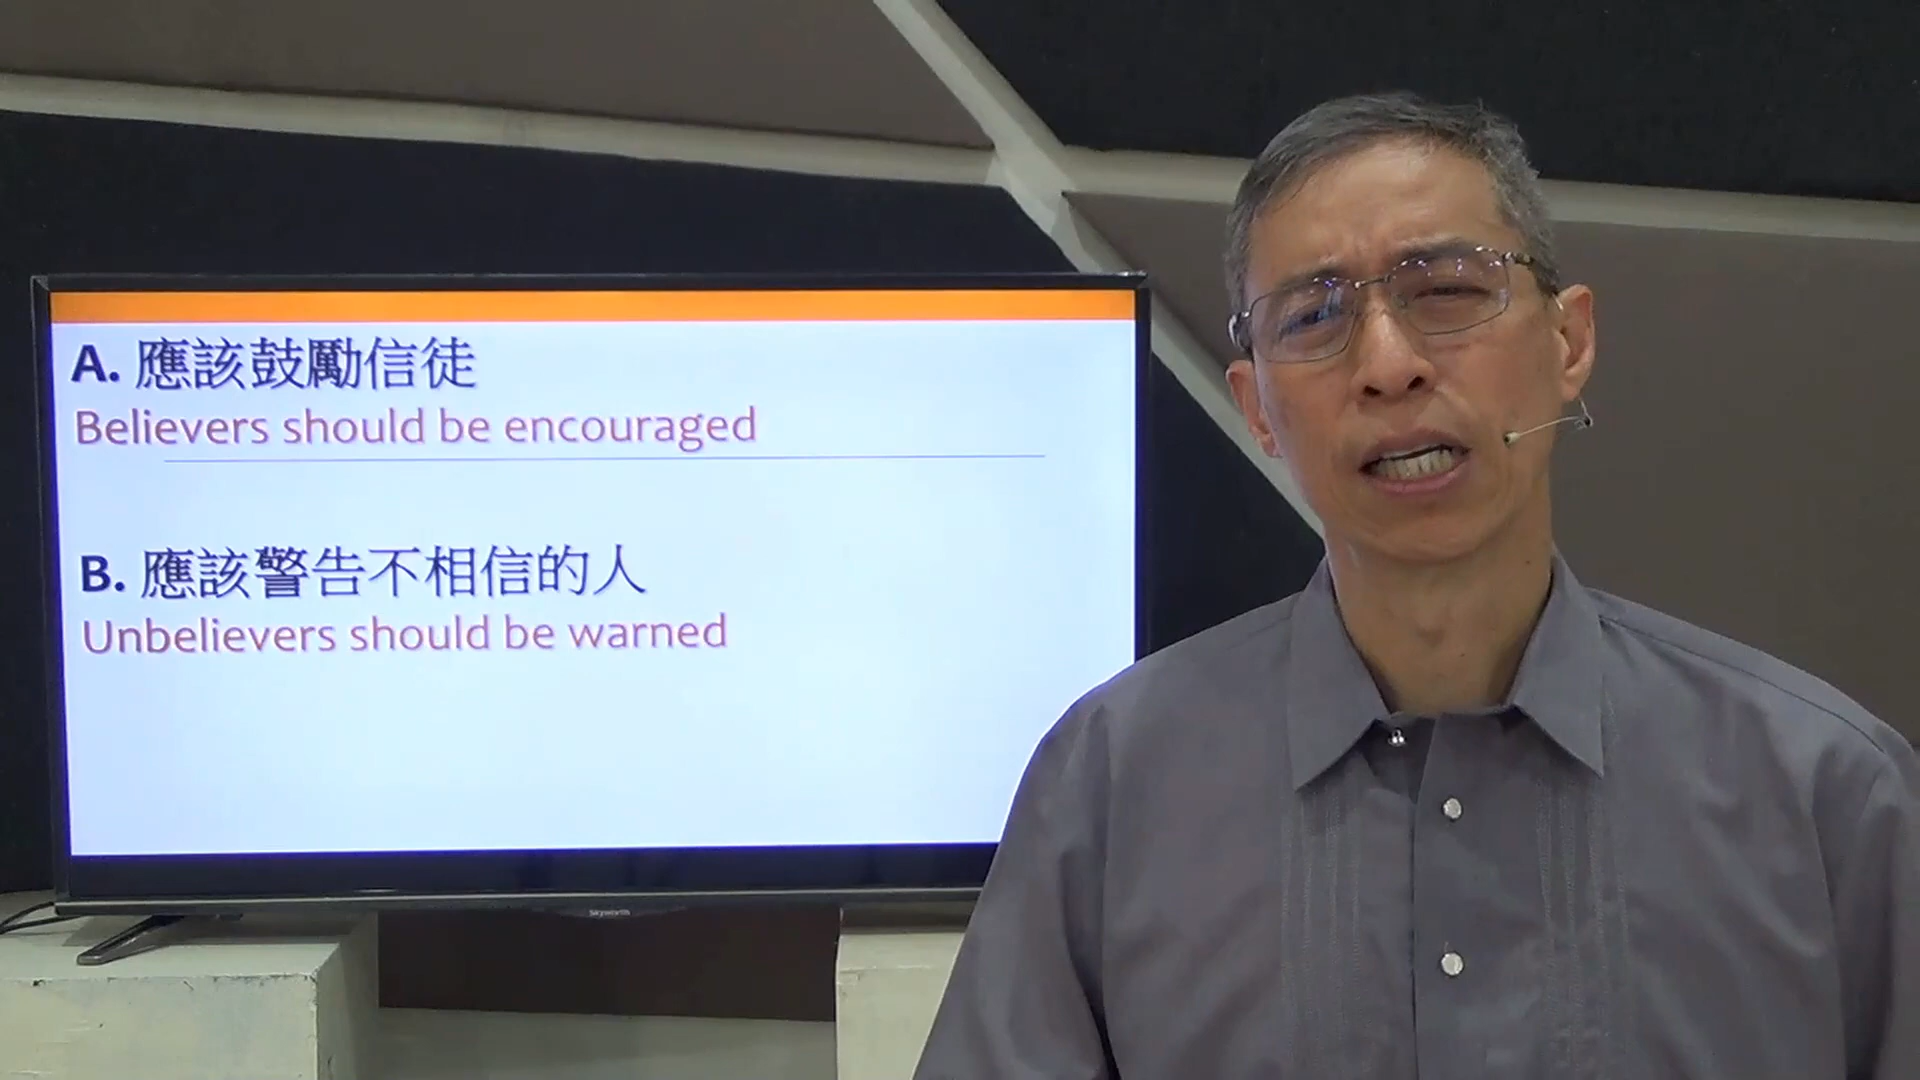 A. 應該鼓勵信徒
Believers should be encouraged
B. 應該警告不相信的人
Unbelievers should be warned
Skyworth